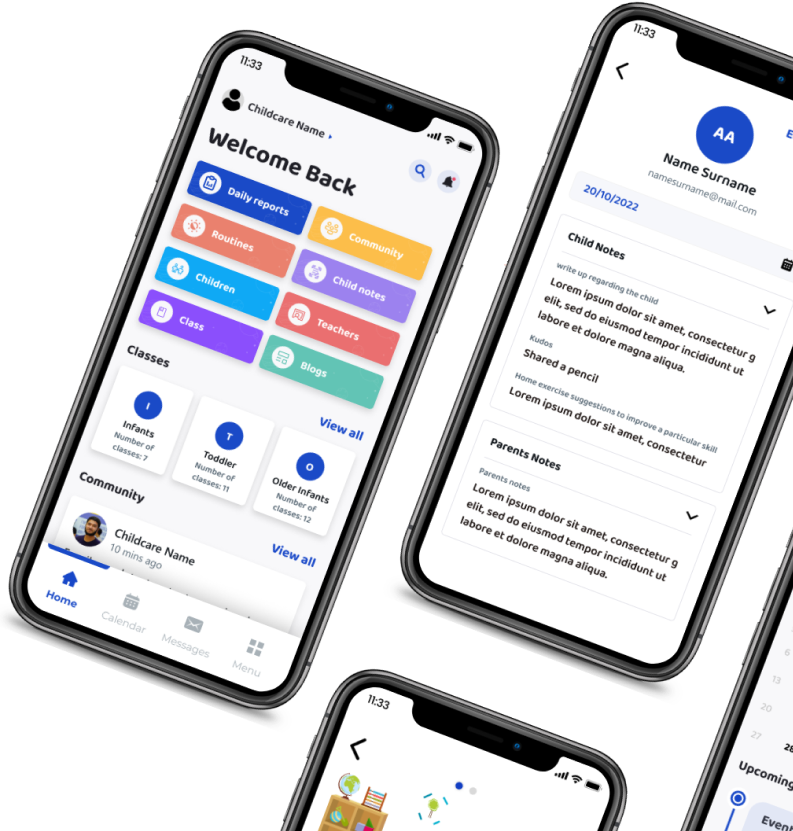 11:33
Childcare Name
Welcome Back
Daily reports
Community
Routines
Child notes
Children
Teachers
Class
Blogs
Classes
View all
I
Infants
Number of
classes: 7
T
Toddler
Number of
classes: 11
O
Older Infants
Number of
classes: 12
Community
View all
Childcare Name
10 mins ago
Home
Calendar
Messages
Menu
11:33
AA
Name Surname
namesurname@mail.com
20/10/2022
Child Notes
write up regarding the child
Lorem ipsum dolor sit amet, consectetur g
elit, sed do eiusmod tempor incididunt ut
labore et dolore magna aliqua.
Kudos
Shared a pencil
Home exercise suggestions to improve a particular skill
Lorem ipsum dolor sit amet, consectetur
Parents Notes
Parents notes
Lorem ipsum dolor sit amet, consectetur g
elit, sed do eiusmod tempor incididunt ut
labore et dolore magna aliqua.
11:33
6
13
20
27
28
Upcoming
Event